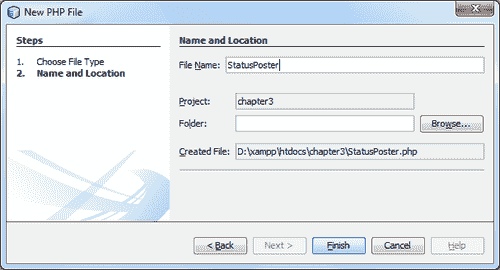 New PHP File
Steps
1. Choose File Type
2. Name and Location
Name and Location
File Name: StatusPoster
Project: chapter3
Folder: Browse...
Created File: D:\xampp\htdocs\chapter3\StatusPoster.php
< Back Next > Finish Cancel Help